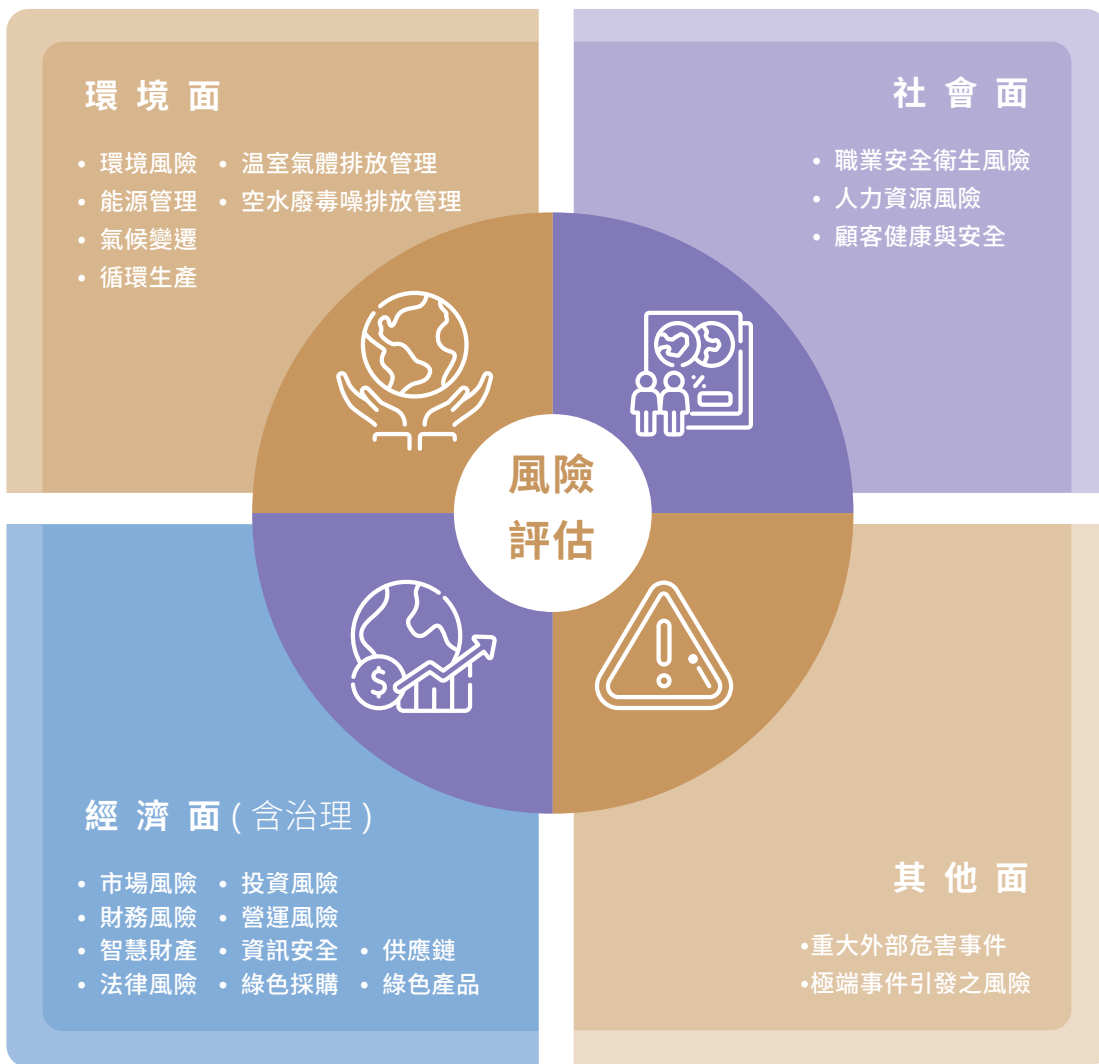 環境面
• 環境風險 • 溫室氣體排放管理
• 能源管理 • 空水廢毒噪排放管理
• 氣候變遷
• 循環生產
社會面
• 職業安全衛生風險
• 人力資源風險
• 顧客健康與安全
風險
評估
$
%
經濟面(含治理)
• 市場風險 • 投資風險
• 財務風險 • 營運風險
• 智慧財產 • 資訊安全 • 供應鏈
• 法律風險 • 綠色採購 • 綠色產品
其他面
•重大外部危害事件
•極端事件引發之風險